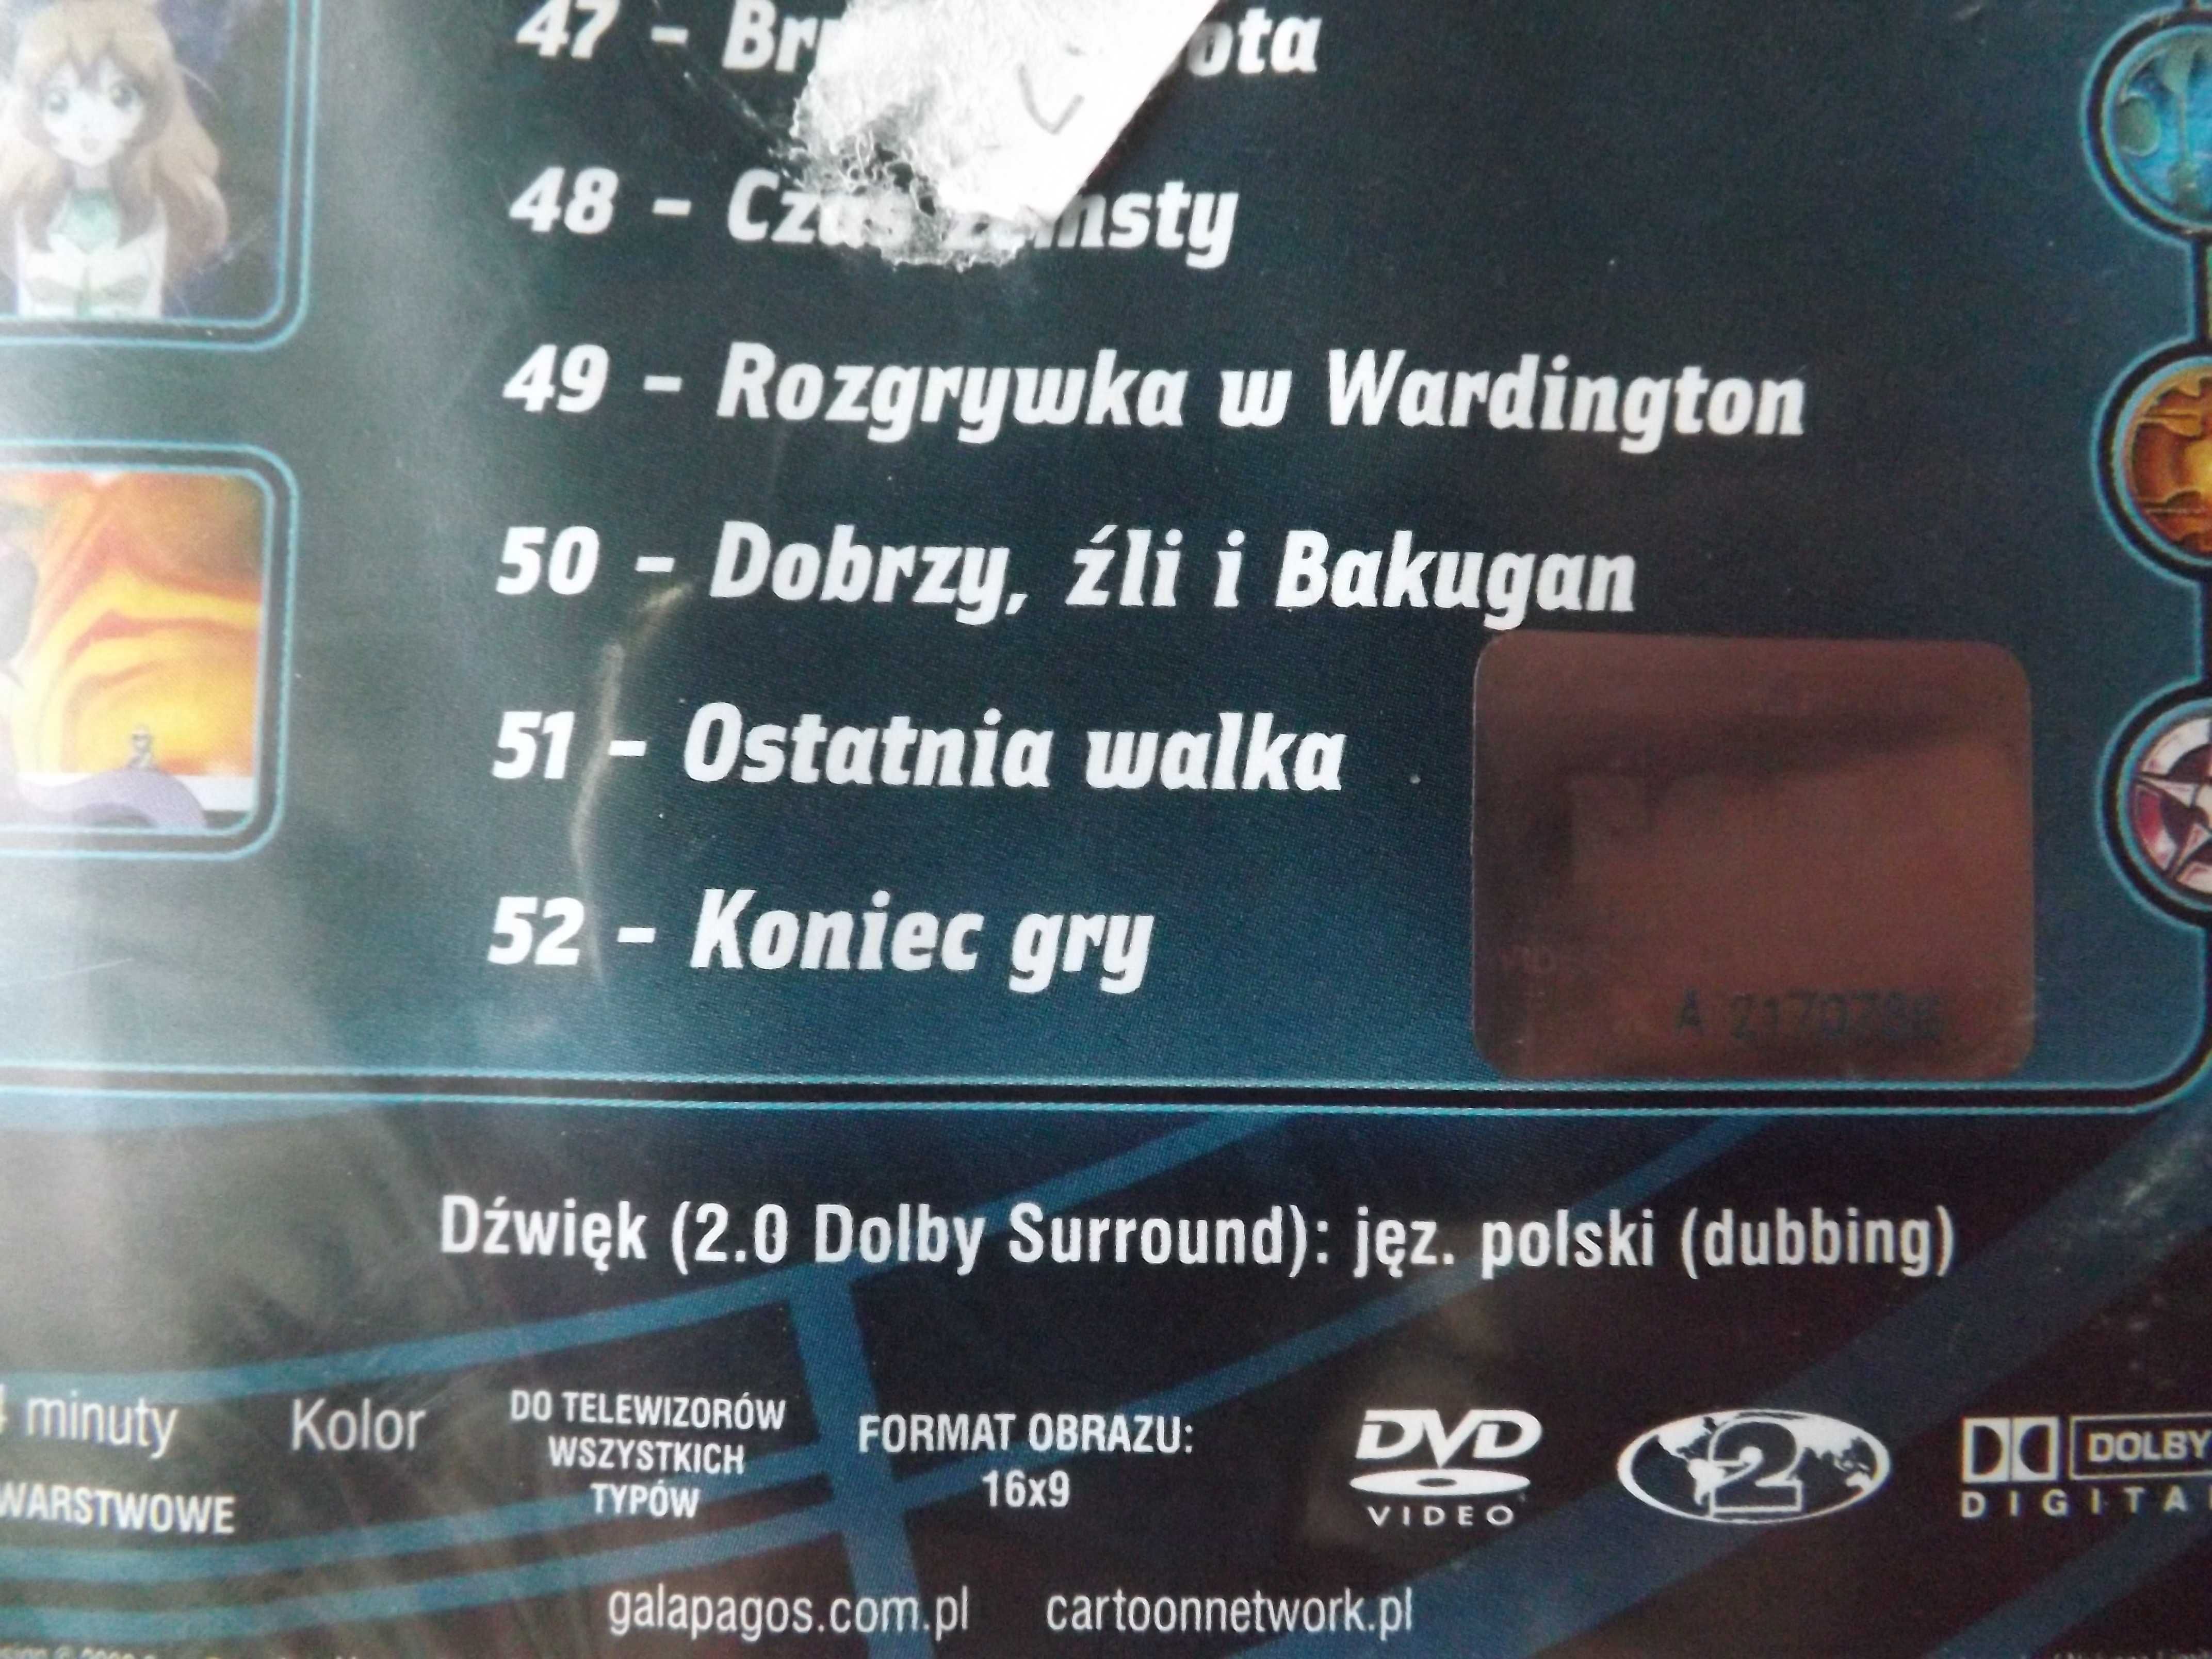 47 -
48 - Czas zemsty
49 - Rozgrywka w Wardington
50 - Dobrzy, źli i Bakugan
51 - Ostatnia walka
52 - Koniec gry
Dźwięk (2.0 Dolby Surround): jęz. polski (dubbing)
minuty
Kolor
DO TELEWIZORÓW
WSZYSTKICH
TYPÓW
WARSTWOWE
FORMAT OBRAZU:
16x9
DVD
VIDEO
2
DOLBY
DIGITAL
galapagos.com.pl cartoonnetwork.pl